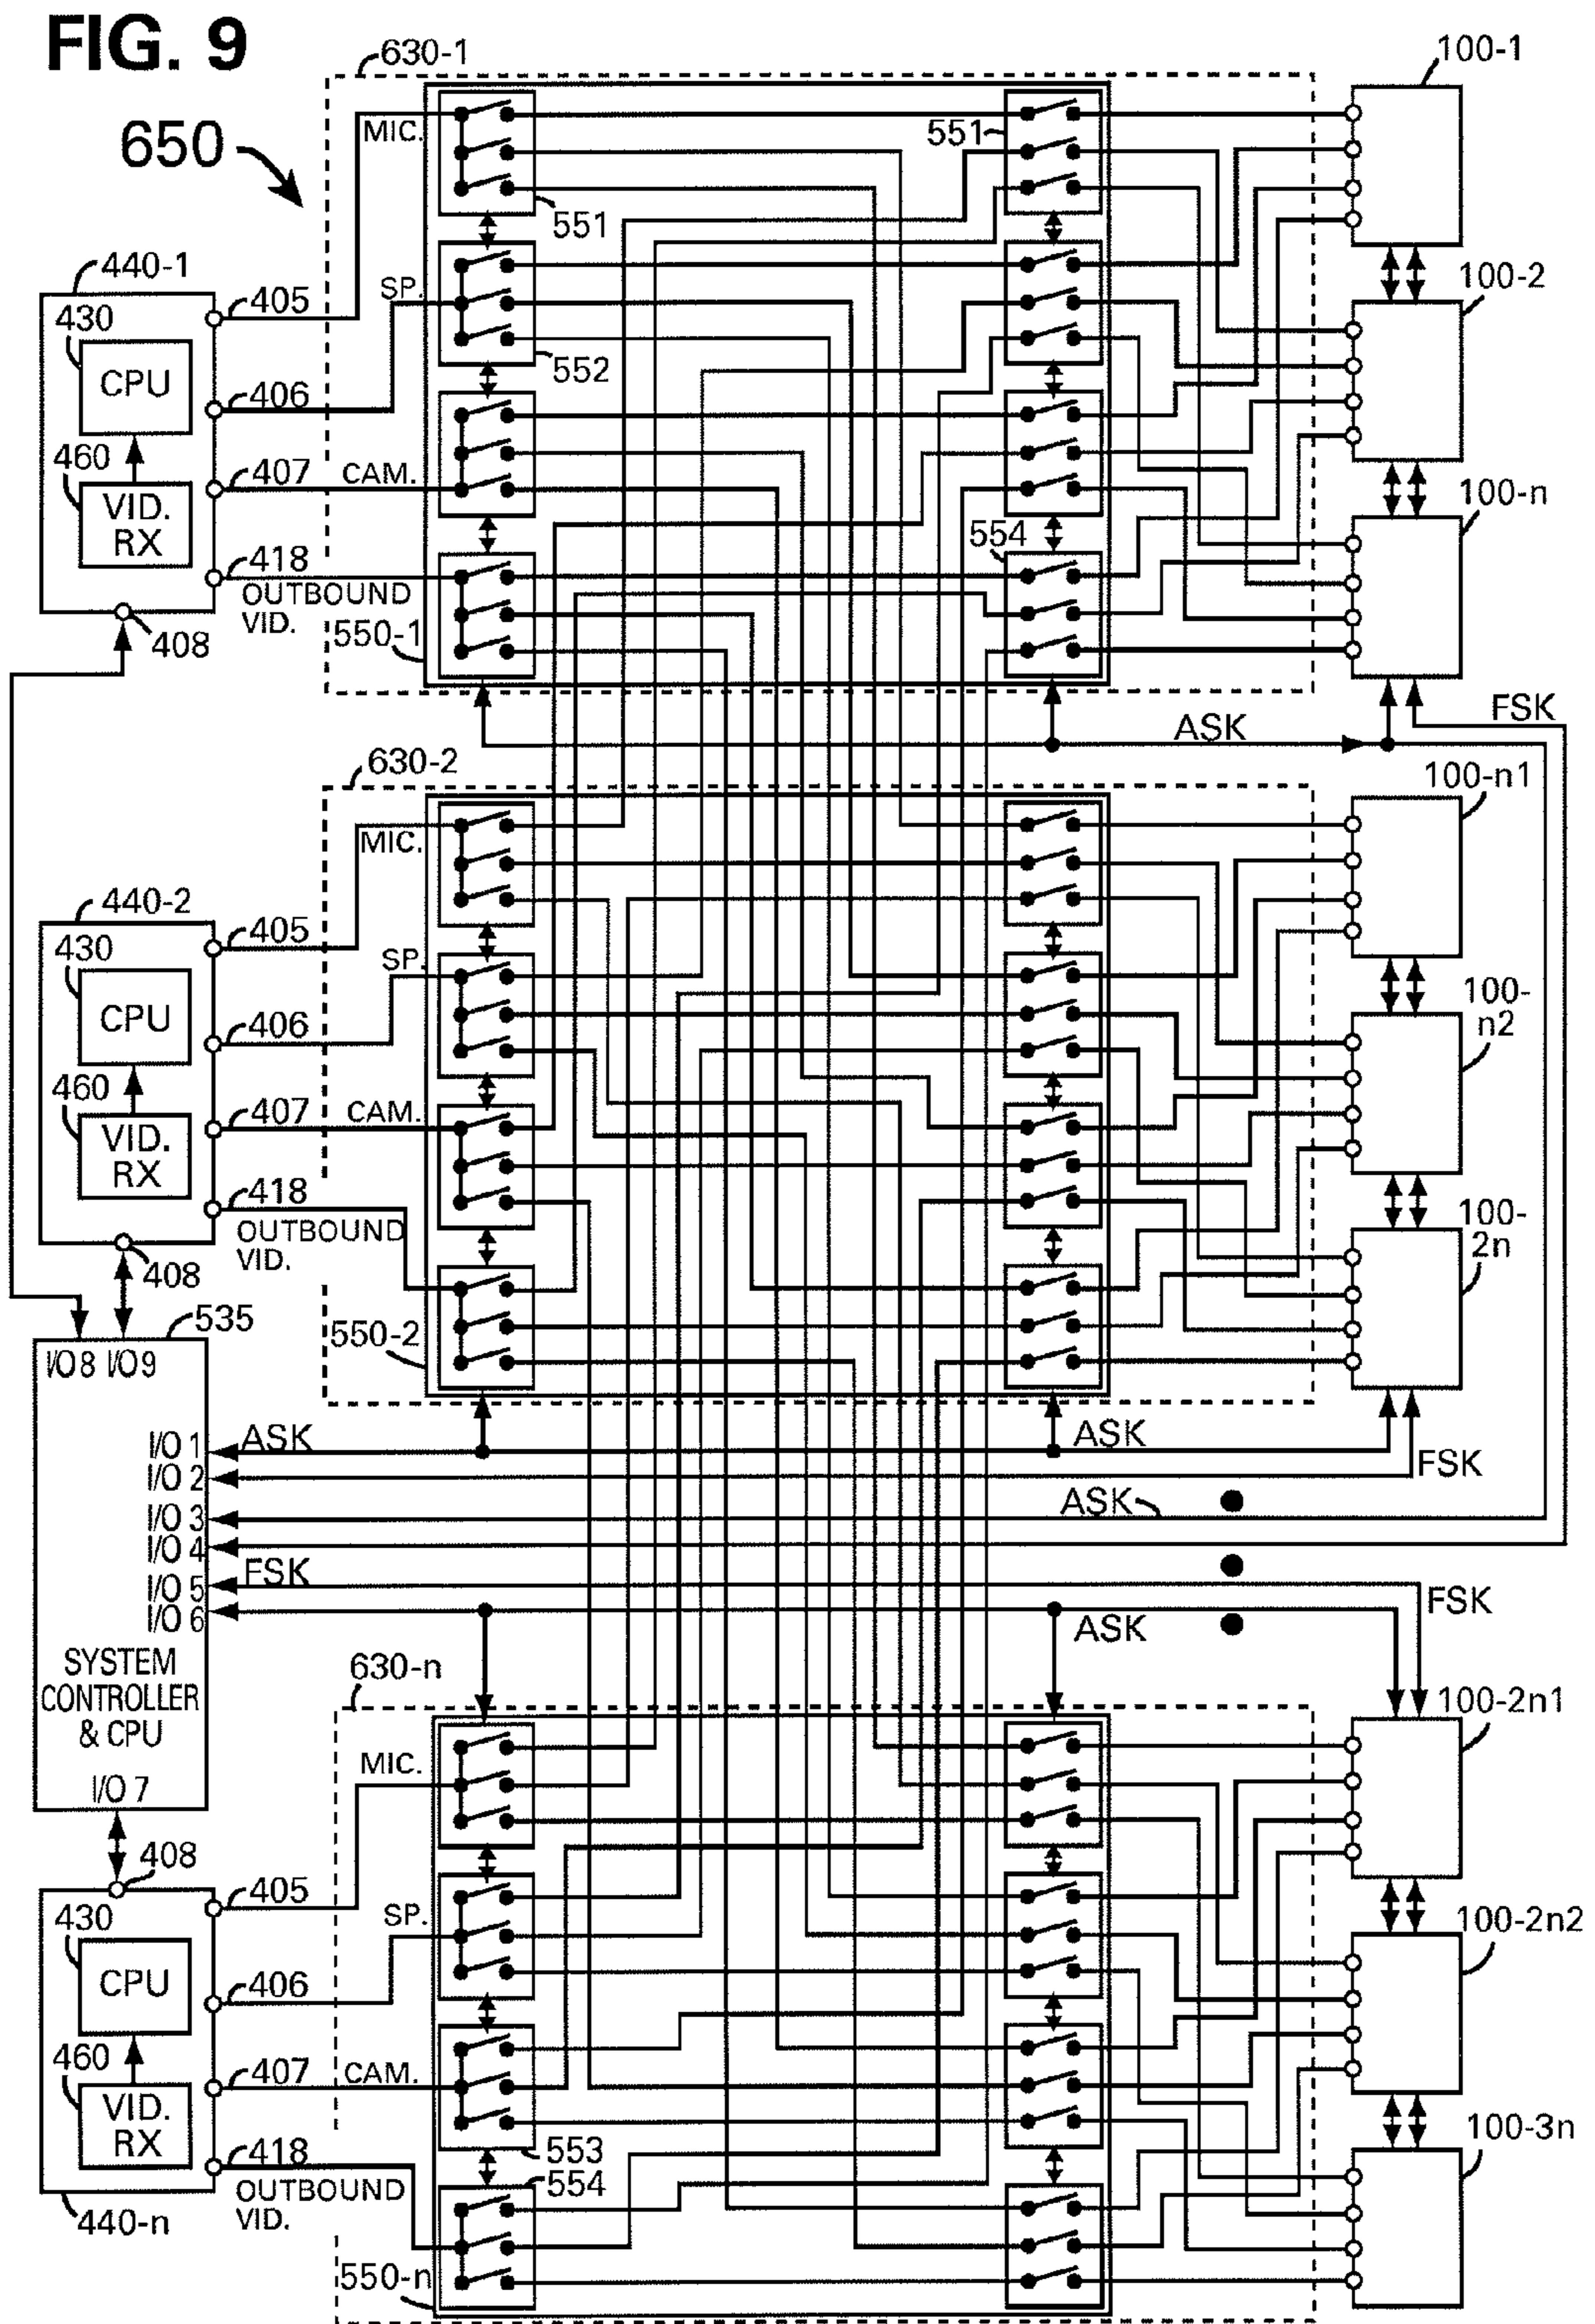 FIG. 9
650
630-1
100-1
MIC.
551
551
440-1
405
SP.
100-2
430
CPU
552
406
460
407
CAM.
100-n
VID.
RX
554
418
OUTBOUND
VID.
550-1
408
FSK
ASK
630-2
100-n1
MIC.
440-2
405
430
SP.
100-
n2
CPU
406
460
407
CAM.
VID.
RX
418
OUTBOUND
VID.
100-
2n
408
535
550-2
I/O 8 I/O 9
I/O 1
ASK
ASK
I/O 2
FSK
I/O 3
ASK
I/O 4
I/O 5
FSK
FSK
I/O 6
ASK
SYSTEM
CONTROLLER
& CPU
630-n
100-2n1
MIC.
I/O 7
408
405
430
SP.
100-2n2
CPU
406
460
407
CAM.
VID.
RX
553
100-3n
418
554
OUTBOUND
VID.
440-n
550-n